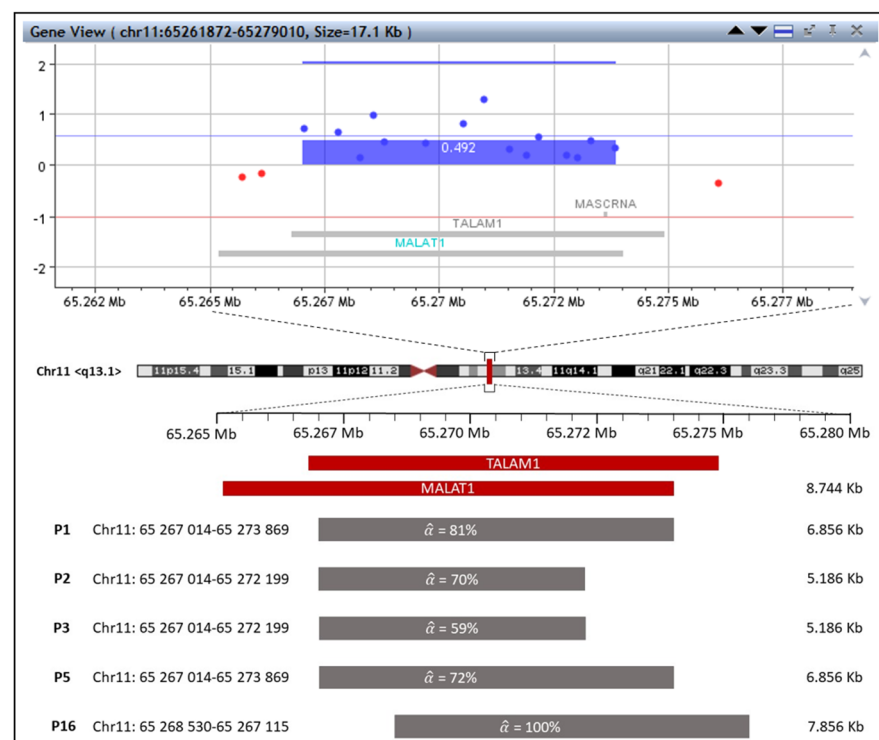 Gene View ( chr11:65261872-65279010, Size=17.1 Kb )
2
1
0
-1
-2
0.492
MASCRNA
TALAM1
MALAT1
65.262 Mb 65.265 Mb 65.267 Mb 65.27 Mb 65.272 Mb 65.275 Mb 65.277 Mb
Chr11 <q13.1> 11p15.4 15.1 p13 11p12 11.2 13.4 11q14.1 q21 22.1 q22.3 q23.3 q25
65.265 Mb 65.267 Mb 65.270 Mb 65.272 Mb 65.275 Mb 65.280 Mb
TALAM1
MALAT1 8.744 Kb
P1 Chr11: 65 267 014-65 273 869 α̂ = 81% 6.856 Kb
P2 Chr11: 65 267 014-65 272 199 α̂ = 70% 5.186 Kb
P3 Chr11: 65 267 014-65 272 199 α̂ = 59% 5.186 Kb
P5 Chr11: 65 267 014-65 273 869 α̂ = 72% 6.856 Kb
P16 Chr11: 65 268 530-65 267 115 α̂ = 100% 7.856 Kb